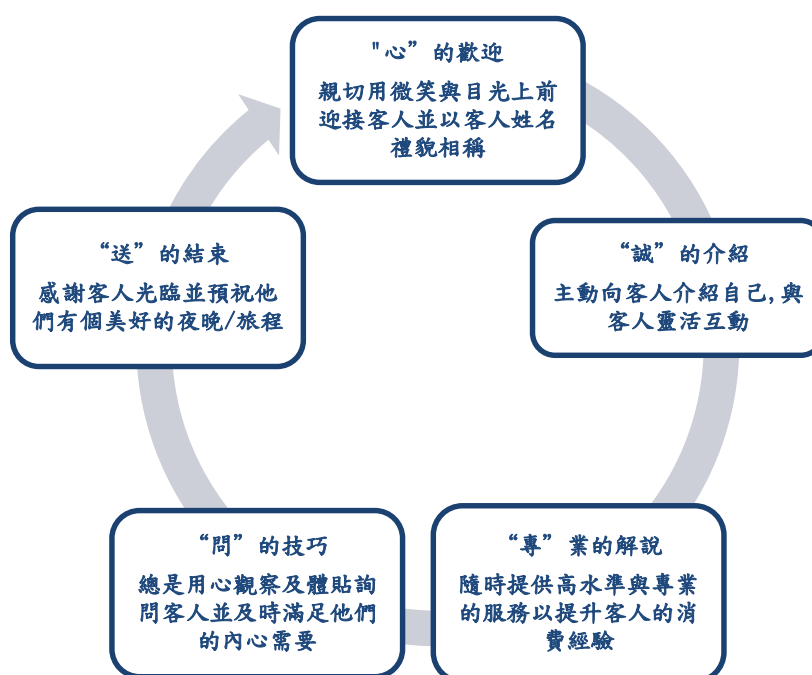 "心”的歡迎
親切用微笑與目光上前
迎接客人並以客人姓名
禮貌相稱
“誠”的介紹
主動向客人介紹自己,與
客人靈活互動
“專”業的解說
隨時提供高水準與專業
的服務以提升客人的消
費經驗
“問”的技巧
總是用心觀察及體貼詢
問客人並及時滿足他們
的內心需要
“送”的結束
感謝客人光臨並預祝他
們有個美好的夜晚/旅程